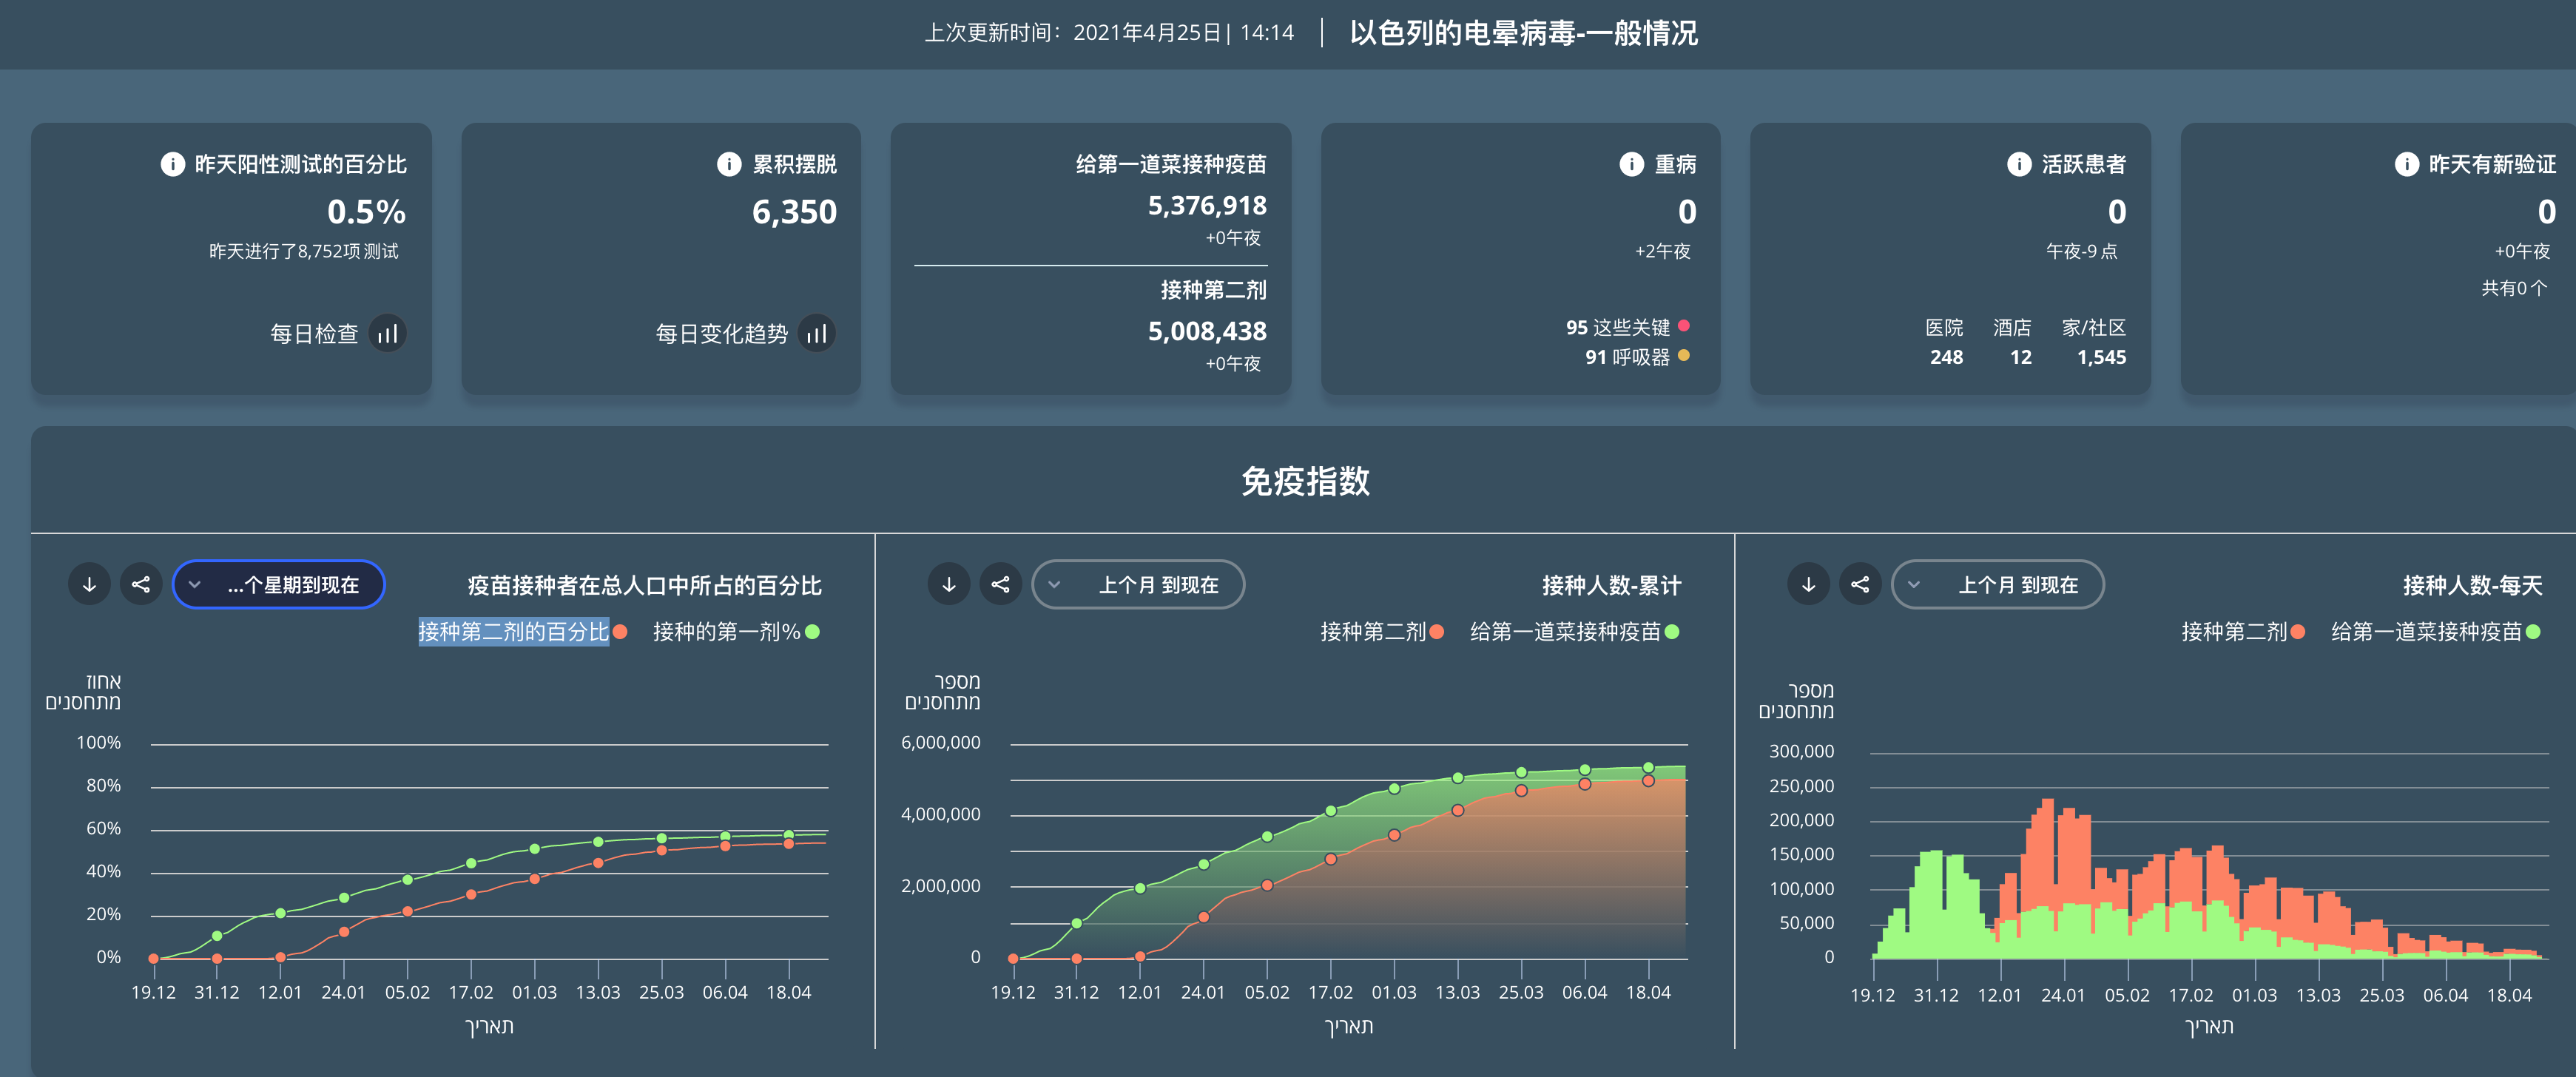 上次更新时间：2021年4月25日| 14:14
以色列的电晕病毒-一般情况
昨天阳性测试的百分比
0.5%
昨天进行了8,752项 测试
每日检查
累积摆脱
6,350
每日变化趋势
给第一道菜接种疫苗
5,376,918
+0午夜
接种第二剂
5,008,438
+0午夜
重病
0
+2午夜
95 这些关键
91 呼吸器
活跃患者
0
午夜-9 点
医院 酒店 家/社区
248 12 1,545
昨天有新验证
0
+0午夜
共有0 个
免疫指数
...个星期到现在
疫苗接种者在总人口中所占的百分比
接种第二剂的百分比
接种的第一剂%
אחוז
מתחסנים
100%
80%
60%
40%
20%
0%
19.12 31.12 12.01 24.01 05.02 17.02 01.03 13.03 25.03 06.04 18.04
תאריך
上个月 到现在
接种人数-累计
接种第二剂
给第一道菜接种疫苗
מספר
מתחסנים
6,000,000
4,000,000
2,000,000
0
19.12 31.12 12.01 24.01 05.02 17.02 01.03 13.03 25.03 06.04 18.04
תאריך
上个月 到现在
接种人数-每天
接种第二剂
给第一道菜接种疫苗
מספר
מתחסנים
300,000
250,000
200,000
150,000
100,000
50,000
0
19.12 31.12 12.01 24.01 05.02 17.02 01.03 13.03 25.03 06.04 18.04
תאריך